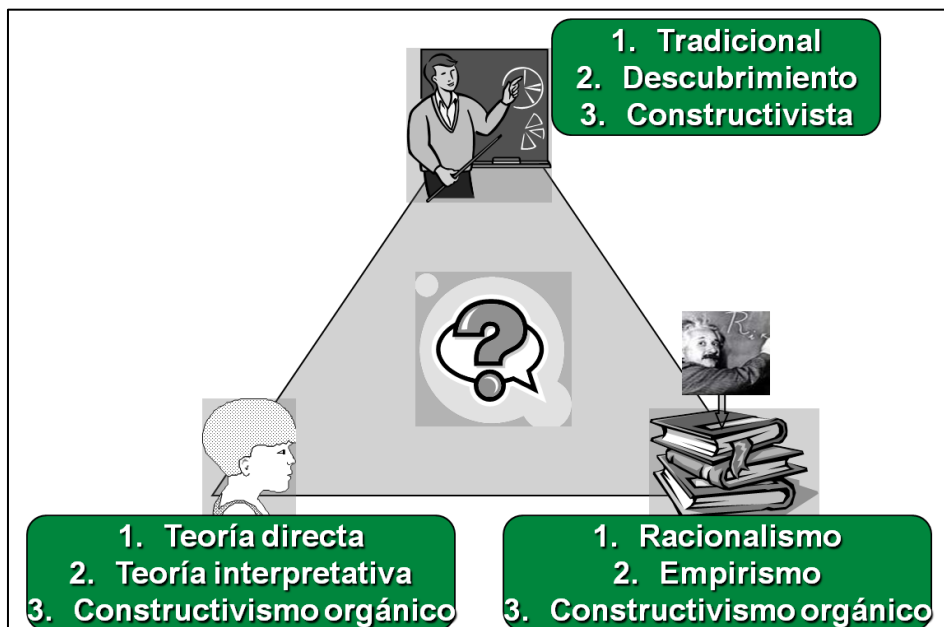 1. Tradicional
2. Descubrimiento
3. Constructivista
1. Teoría directa
2. Teoría interpretativa
3. Constructivismo orgánico
1. Racionalismo
2. Empirismo
3. Constructivismo orgánico
?